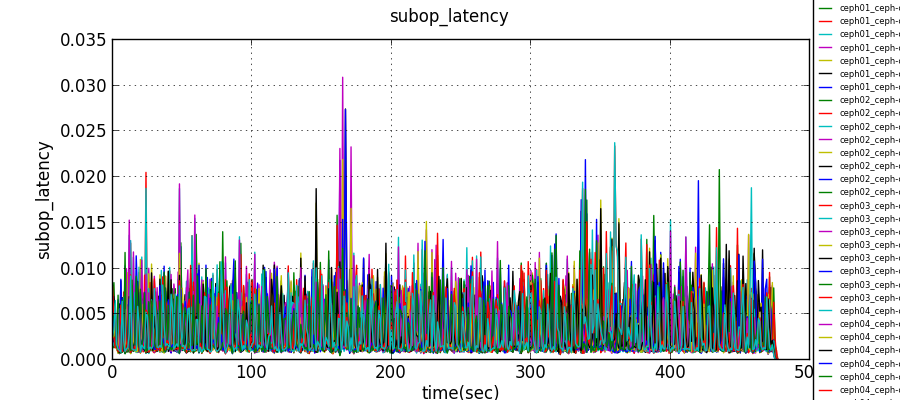 subop_latency
0.035
0.030
0.025
0.020
0.015
0.010
0.005
0.000
subop_latency
0 100 200 300 400 50
time(sec)
ceph01_ceph-
ceph01_ceph-
ceph01_ceph-
ceph01_ceph-
ceph01_ceph-
ceph01_ceph-
ceph01_ceph-
ceph02_ceph-
ceph02_ceph-
ceph02_ceph-
ceph02_ceph-
ceph02_ceph-
ceph02_ceph-
ceph02_ceph-
ceph02_ceph-
ceph03_ceph-
ceph03_ceph-
ceph03_ceph-
ceph03_ceph-
ceph03_ceph-
ceph03_ceph-
ceph03_ceph-
ceph03_ceph-
ceph04_ceph-
ceph04_ceph-
ceph04_ceph-
ceph04_ceph-
ceph04_ceph-
ceph04_ceph-
ceph04_ceph-